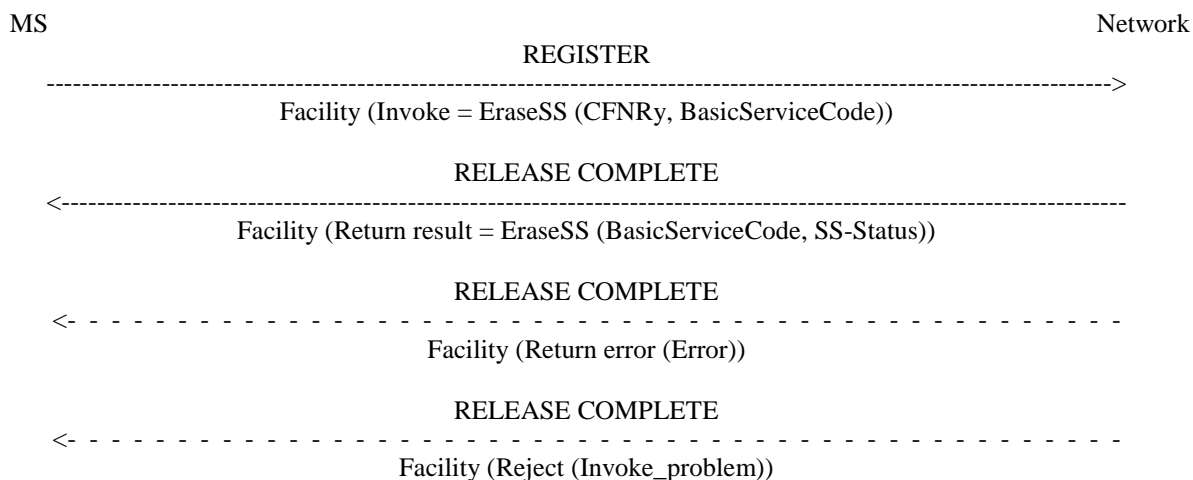 MS Network
REGISTER
Facility (Invoke = EraseSS (CFNRy, BasicServiceCode))
RELEASE COMPLETE
Facility (Return result = EraseSS (BasicServiceCode, SS-Status))
RELEASE COMPLETE
Facility (Return error (Error))
RELEASE COMPLETE
Facility (Reject (Invoke_problem))